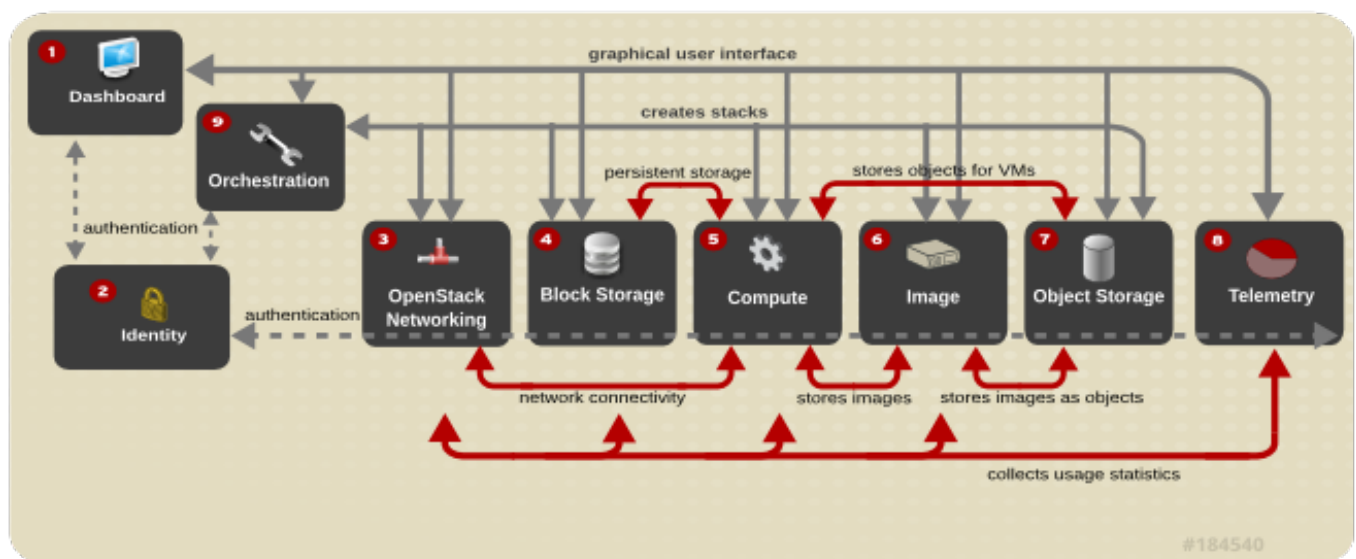 1
graphical user interface
Dashboard
9
creates stacks
Orchestration
persistent storage
stores objects for VMs
authentication
3
4
5
6
7
8
2
OpenStack
Networking
Block Storage
Compute
Image
Object Storage
Telemetry
Identity
authentication
network connectivity
stores images
stores images as objects
collects usage statistics
#184540